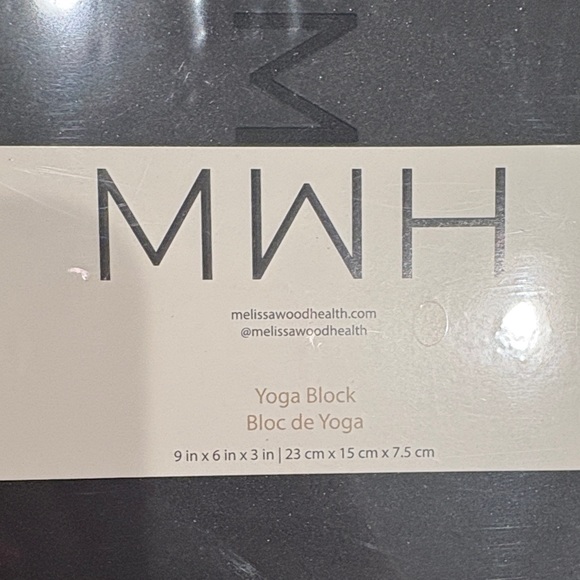 M
MWH
melissawoodhealth.com
@melissawoodhealth
Yoga Block
Bloc de Yoga
9 in x 6 in x 3 in | 23 cm x 15 cm x 7.5 cm